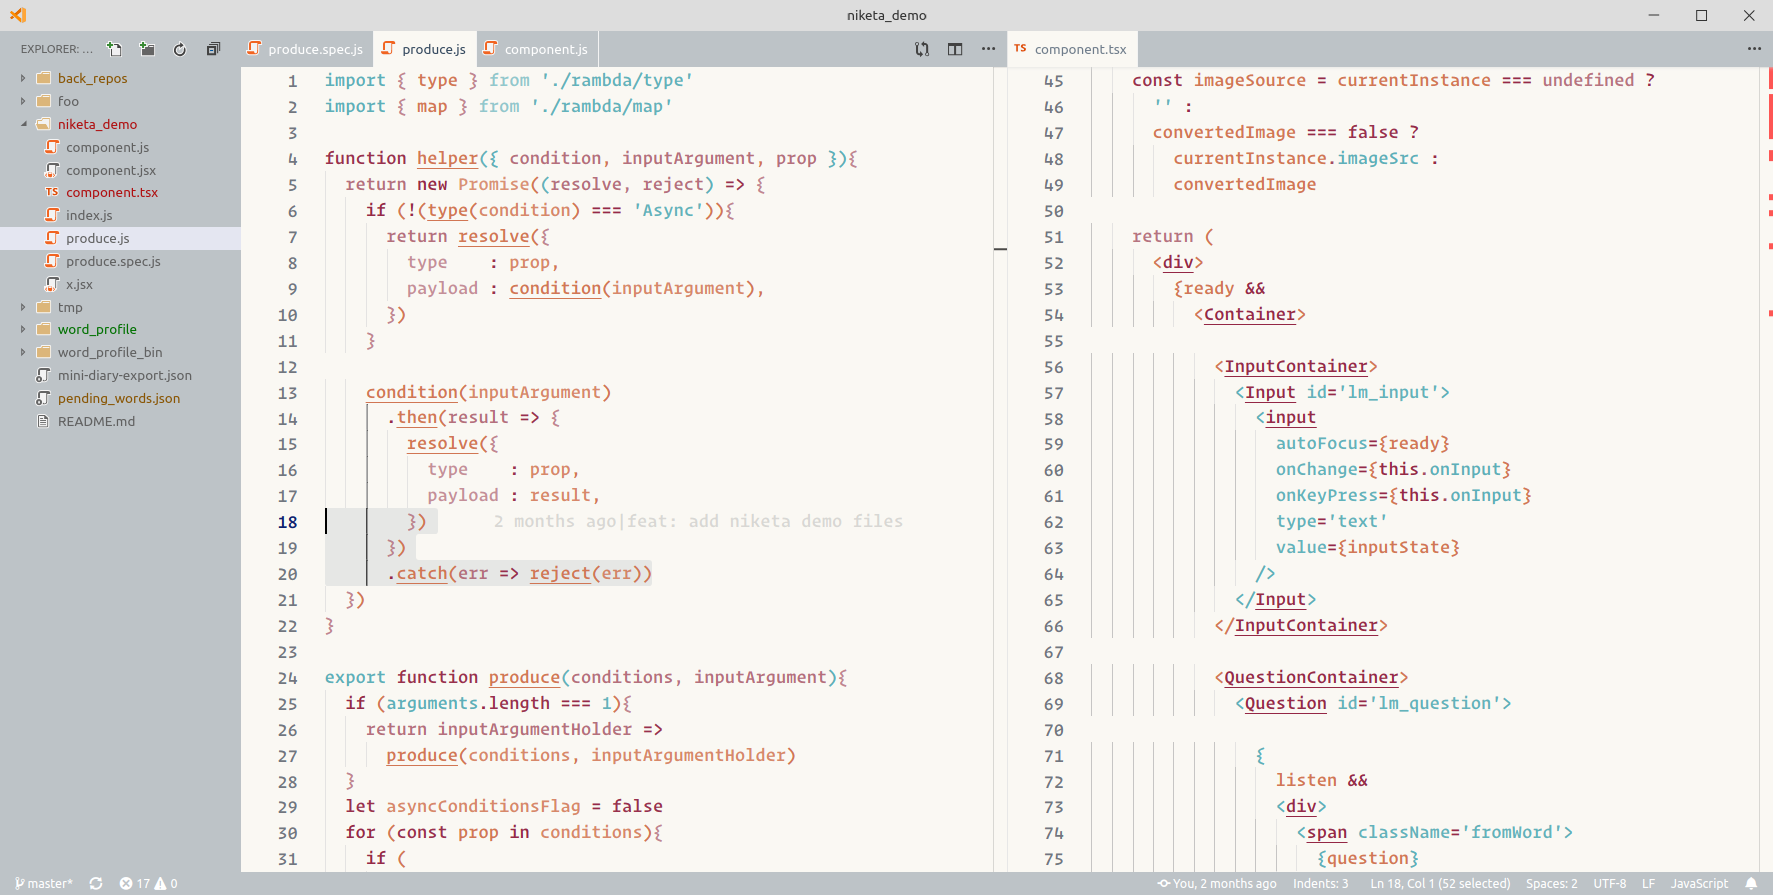 niketa_demo
EXPLORER: ...
back_repos
foo
niketa_demo
component.js
component.jsx
TS component.tsx
index.js
produce.js
produce.spec.js
x.jsx
tmp
word_profile
word_profile_bin
mini-diary-export.json
pending_words.json
README.md
produce.spec.js
produce.js
component.js
1 import { type } from './rambda/type'
2 import { map } from './rambda/map'
3
4 function helper({ condition, inputArgument, prop }){
5 return new Promise((resolve, reject) => {
6 if (!(type(condition) === 'Async')){
7 return resolve({
8 type : prop,
9 payload : condition(inputArgument),
10 })
11 }
12
13 condition(inputArgument)
14 .then(result => {
15 resolve({
16 type : prop,
17 payload : result,
18 }) 2 months ago|feat: add niketa demo files
19 })
20 .catch(err => reject(err))
21 })
22 }
23
24 export function produce(conditions, inputArgument){
25 if (arguments.length === 1){
26 return inputArgumentHolder =>
27 produce(conditions, inputArgumentHolder)
28 }
29 let asyncConditionsFlag = false
30 for (const prop in conditions){
31 if (
TS component.tsx
45 const imageSource = currentInstance === undefined ?
46 '' :
47 convertedImage === false ?
48 currentInstance.imageSrc :
49 convertedImage
50
51 return (
52 <div>
53 {ready &&
54 <Container>
55
56 <InputContainer>
57 <Input id='lm_input'>
58 <input
59 autoFocus={ready}
60 onChange={this.onInput}
61 onKeyPress={this.onInput}
62 type='text'
63 value={inputState}
64 />
65 </Input>
66 </InputContainer>
67
68 <QuestionContainer>
69 <Question id='lm_question'>
70
71 {
72 listen &&
73 <div>
74 <span className='fromWord'>
75 {question}
master* 17 0
You, 2 months ago Indents: 3 Ln 18, Col 1 (52 selected) Spaces: 2 UTF-8 LF JavaScript